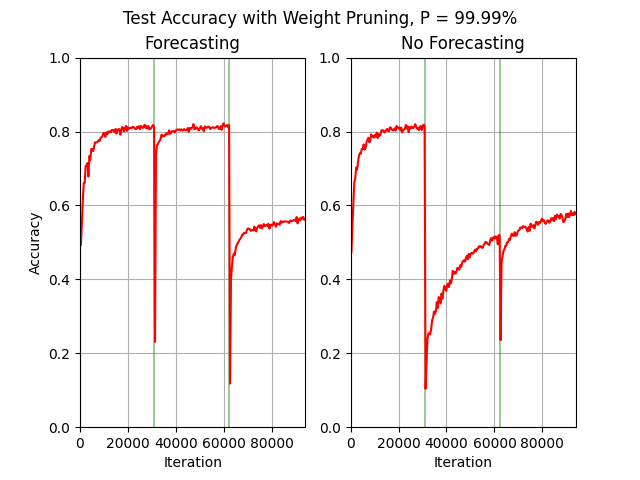 Test Accuracy with Weight Pruning, P = 99.99%
Forecasting
No Forecasting
1.0
0.8
0.6
0.4
0.2
0.0
Accuracy
0 20000 40000 60000 80000
Iteration
1.0
0.8
0.6
0.4
0.2
0.0
0 20000 40000 60000 80000
Iteration